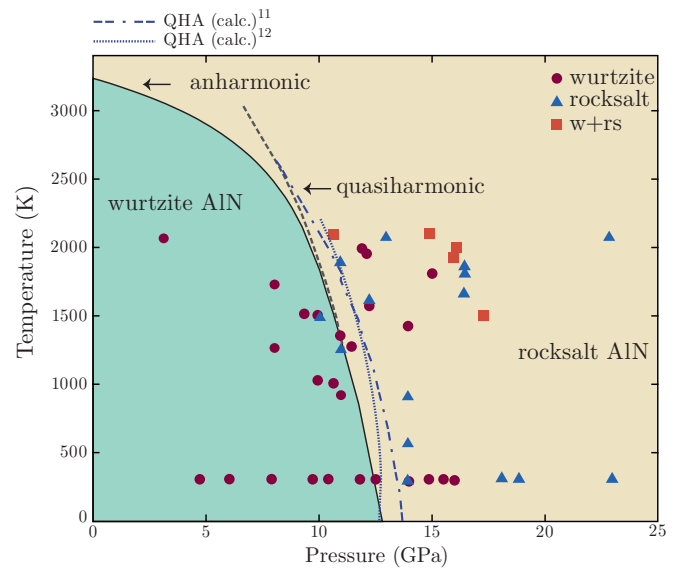 QHA (calc.)11
QHA (calc.)12
anharmonic
wurtzite
rocksalt
w+rs
quasiharmonic
wurtzite AlN
rocksalt AlN
Temperature (K)
3000
2500
2000
1500
1000
500
0
0 5 10 15 20 25
Pressure (GPa)